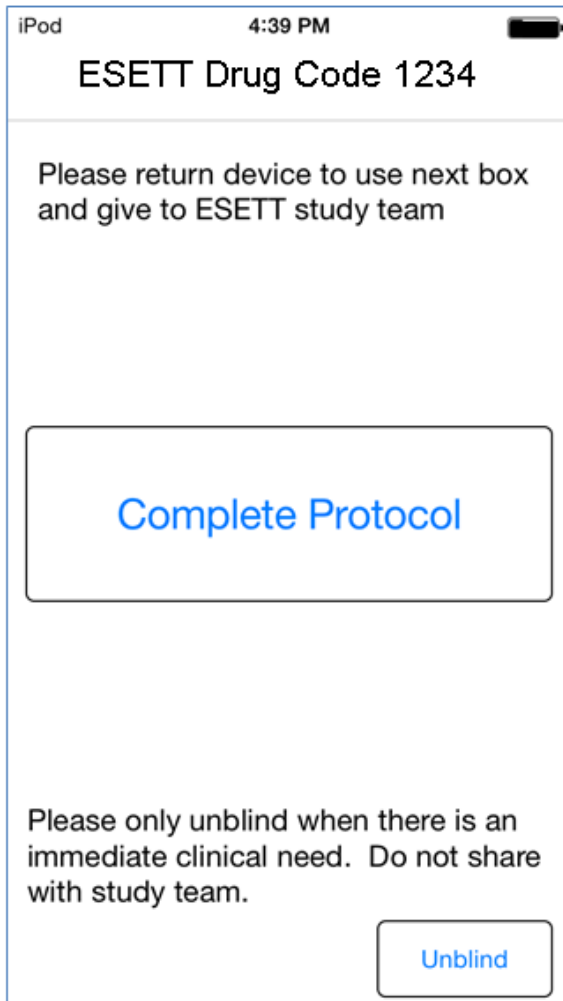 iPod 4:39 PM
ESETT Drug Code 1234
Please return device to use next box
and give to ESETT study team
Complete Protocol
Please only unblind when there is an
immediate clinical need.  Do not share
with study team.
Unblind